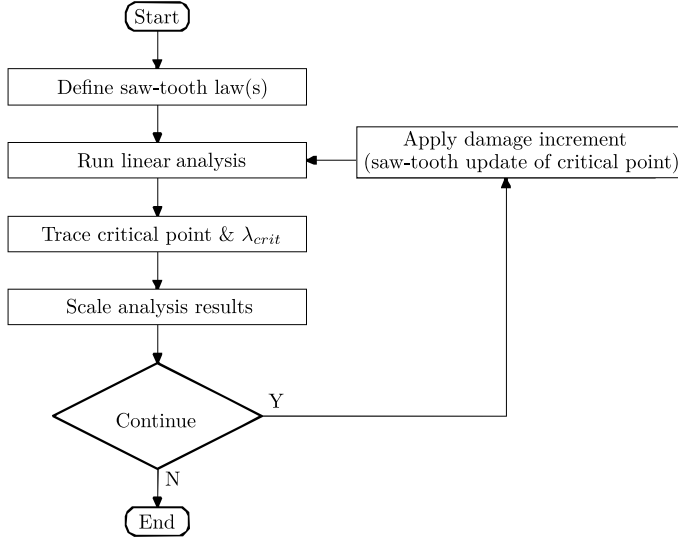 Start
Define saw-tooth law(s)
Run linear analysis
Apply damage increment
(saw-tooth update of critical point)
Trace critical point & λ_crit
Scale analysis results
Continue
Y
N
End